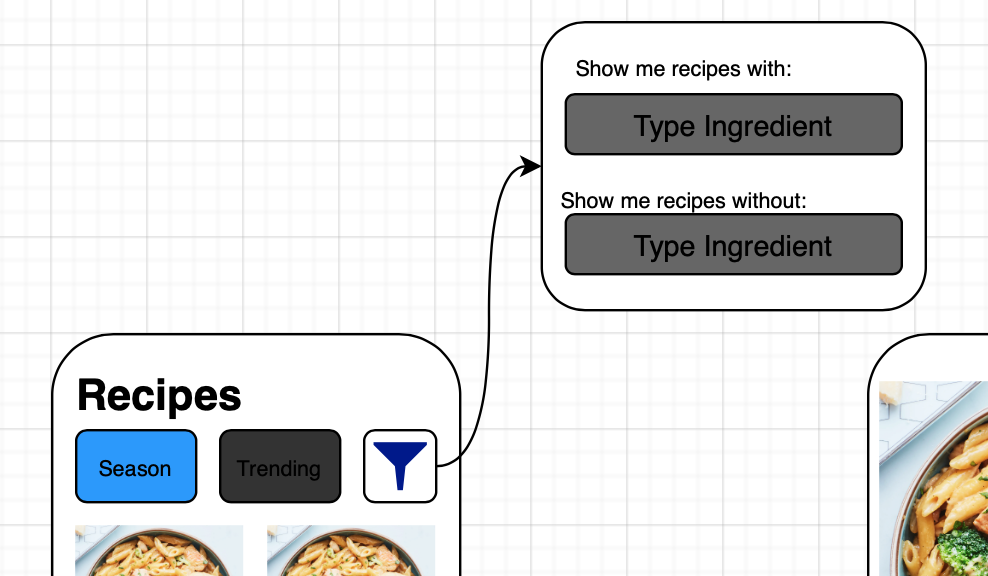 Show me recipes with:
Type Ingredient
Show me recipes without:
Type Ingredient
Recipes
Season
Trending